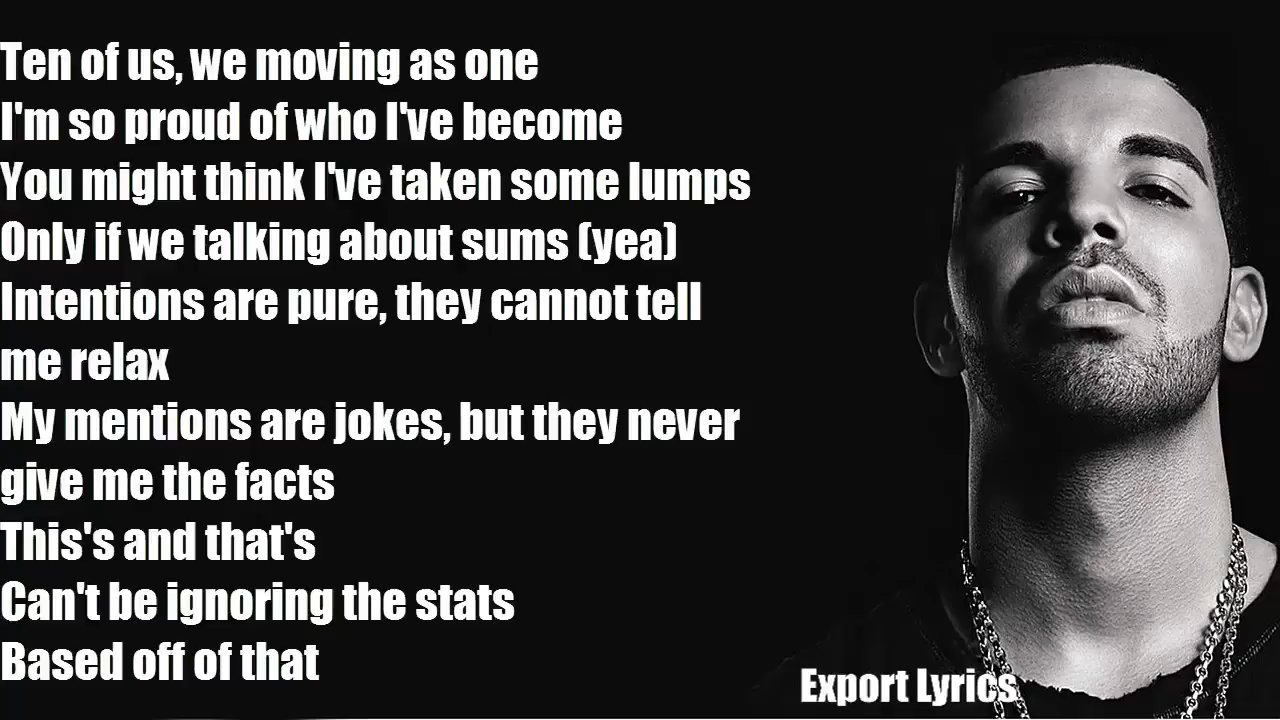 Ten of us, we moving as one
I'm so proud of who I've become
You might think I've taken some lumps
Only if we talking about sums (yea)
Intentions are pure, they cannot tell
me relax
My mentions are jokes, but they never
give me the facts
This's and that's
Can't be ignoring the stats
Based off of that
Export Lyrics